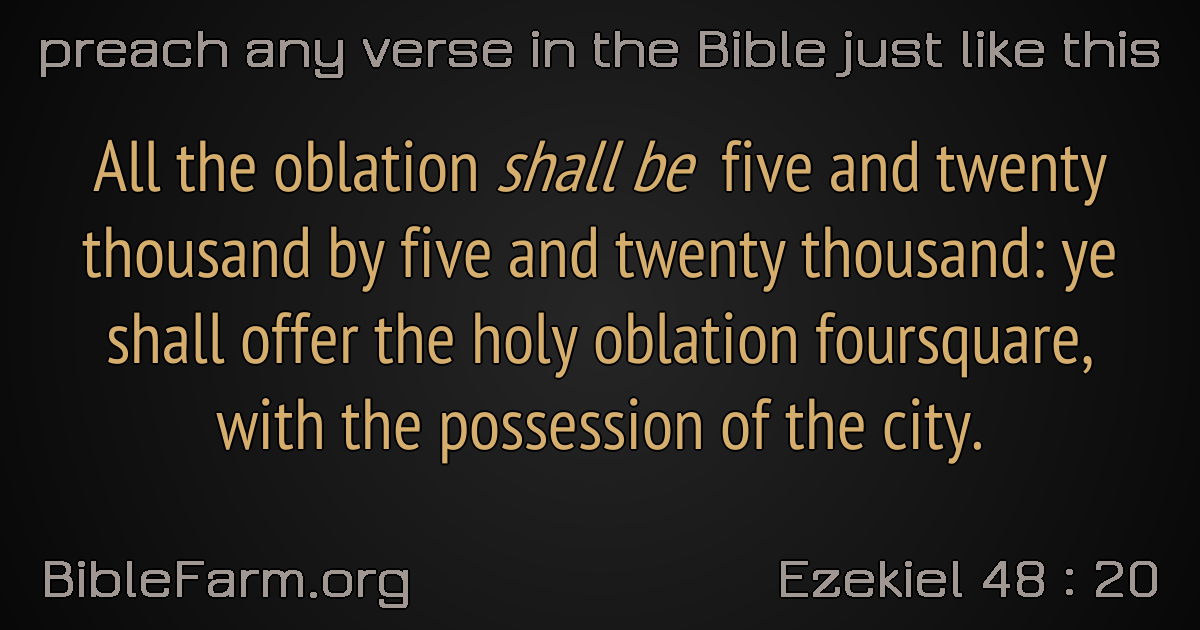 preach any verse in the Bible just like this
All the oblation shall be five and twenty
thousand by five and twenty thousand: ye
shall offer the holy oblation foursquare,
with the possession of the city.
BibleFarm.org
Ezekiel 48 : 20